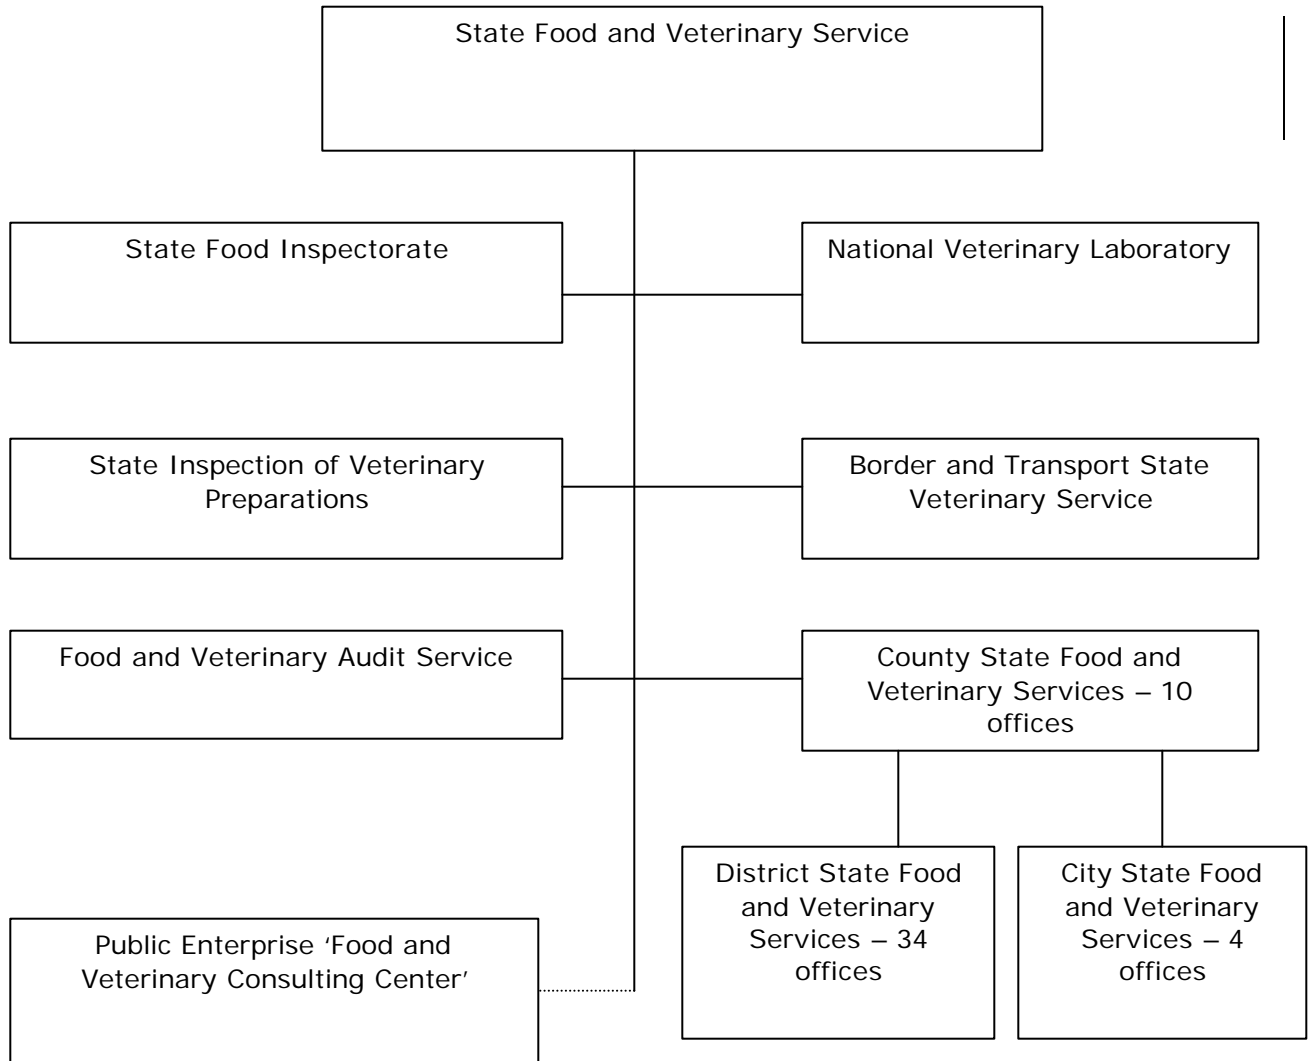 State Food and Veterinary Service
State Food Inspectorate
National Veterinary Laboratory
State Inspection of Veterinary
Preparations
Border and Transport State
Veterinary Service
Food and Veterinary Audit Service
County State Food and
Veterinary Services – 10
offices
District State Food
and Veterinary
Services – 34
offices
City State Food
and Veterinary
Services – 4
offices
Public Enterprise ‘Food and
Veterinary Consulting Center’